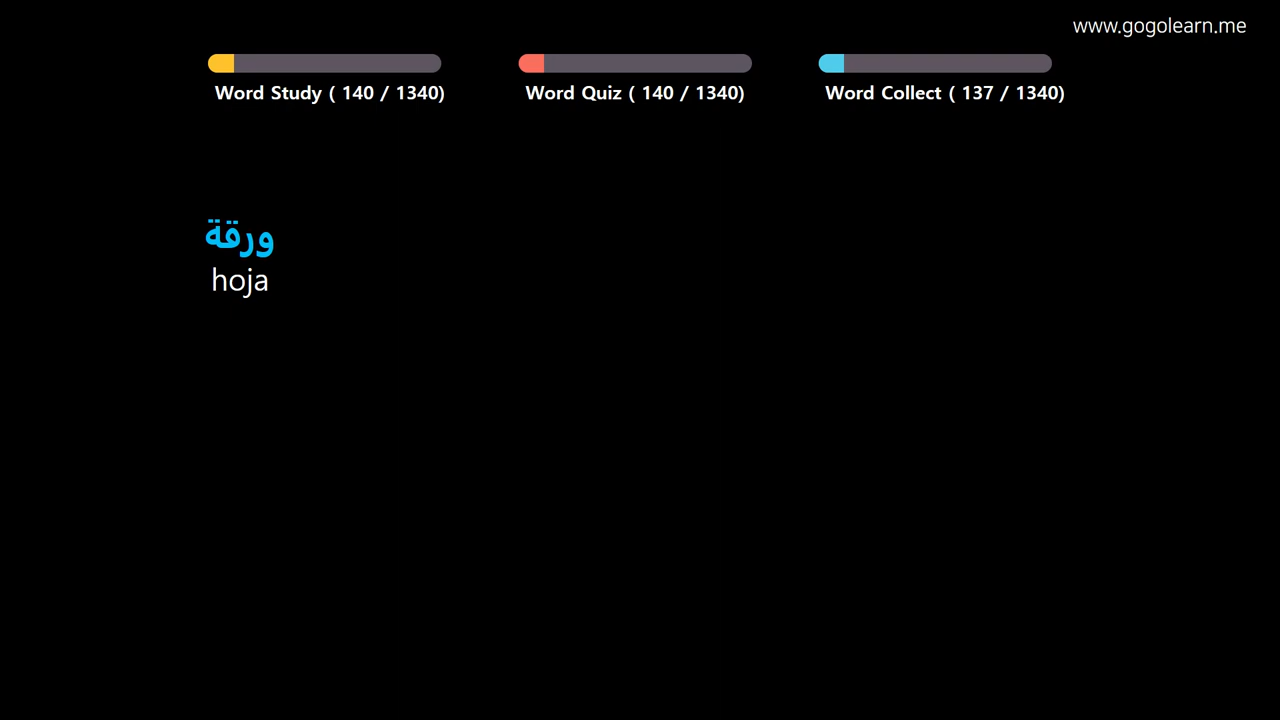 www.gogolearn.me
Word Study ( 140 / 1340)
Word Quiz ( 140 / 1340)
Word Collect ( 137 / 1340)
ورقة
hoja